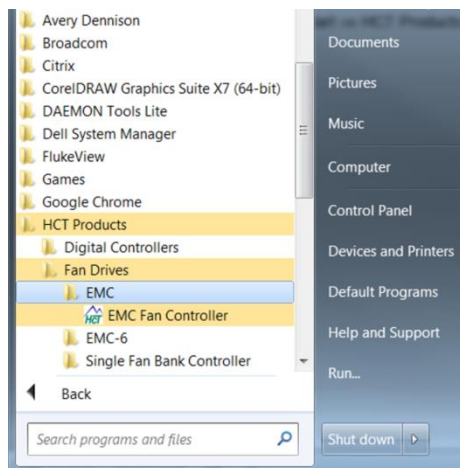 Avery Dennison
Broadcom
Citrix
CorelDRAW Graphics Suite X7 (64-bit)
DAEMON Tools Lite
Dell System Manager
FlukeView
Games
Google Chrome
HCT Products
Digital Controllers
Fan Drives
EMC
HCT EMC Fan Controller
EMC-6
Single Fan Bank Controller
Back
Search programs and files
Documents
Pictures
Music
Computer
Control Panel
Devices and Printers
Default Programs
Help and Support
Run...
Shut down